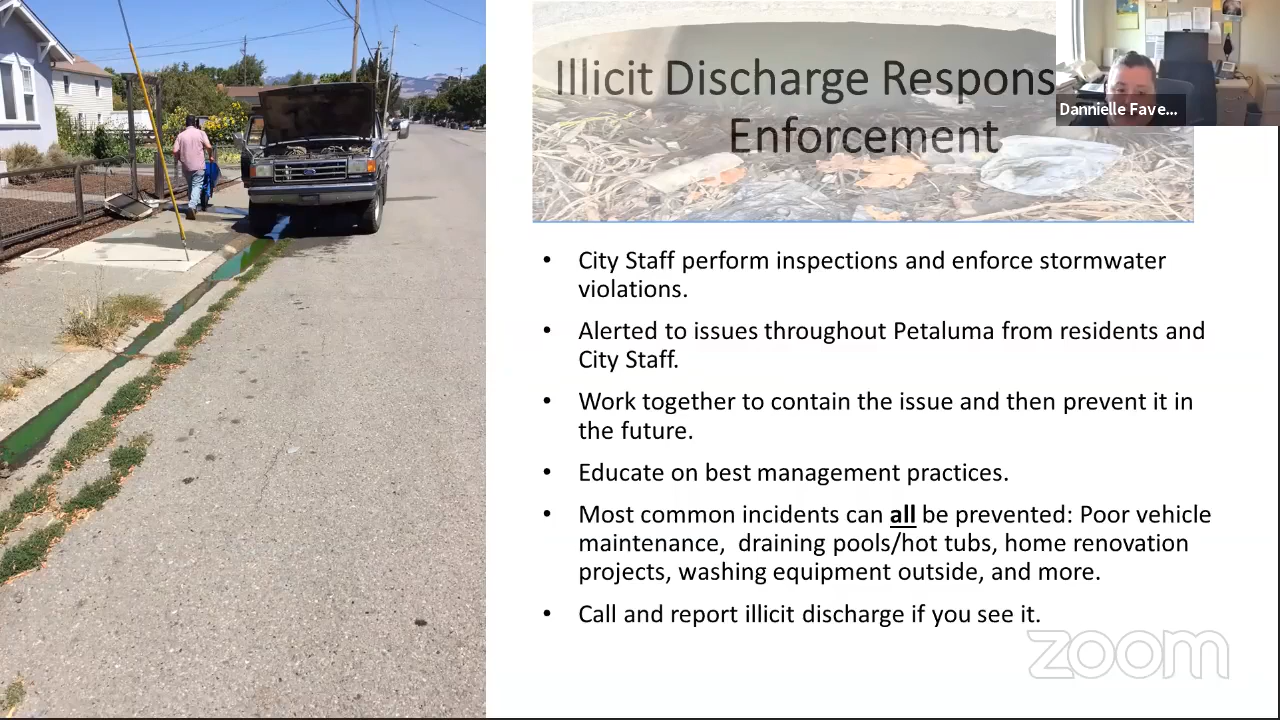 Illicit Discharge Respons
Enforcement
Dannielle Fave...
• City Staff perform inspections and enforce stormwater
violations.
• Alerted to issues throughout Petaluma from residents and
City Staff.
• Work together to contain the issue and then prevent it in
the future.
• Educate on best management practices.
• Most common incidents can all be prevented: Poor vehicle
maintenance,  draining pools/hot tubs, home renovation
projects, washing equipment outside, and more.
• Call and report illicit discharge if you see it.
zoom